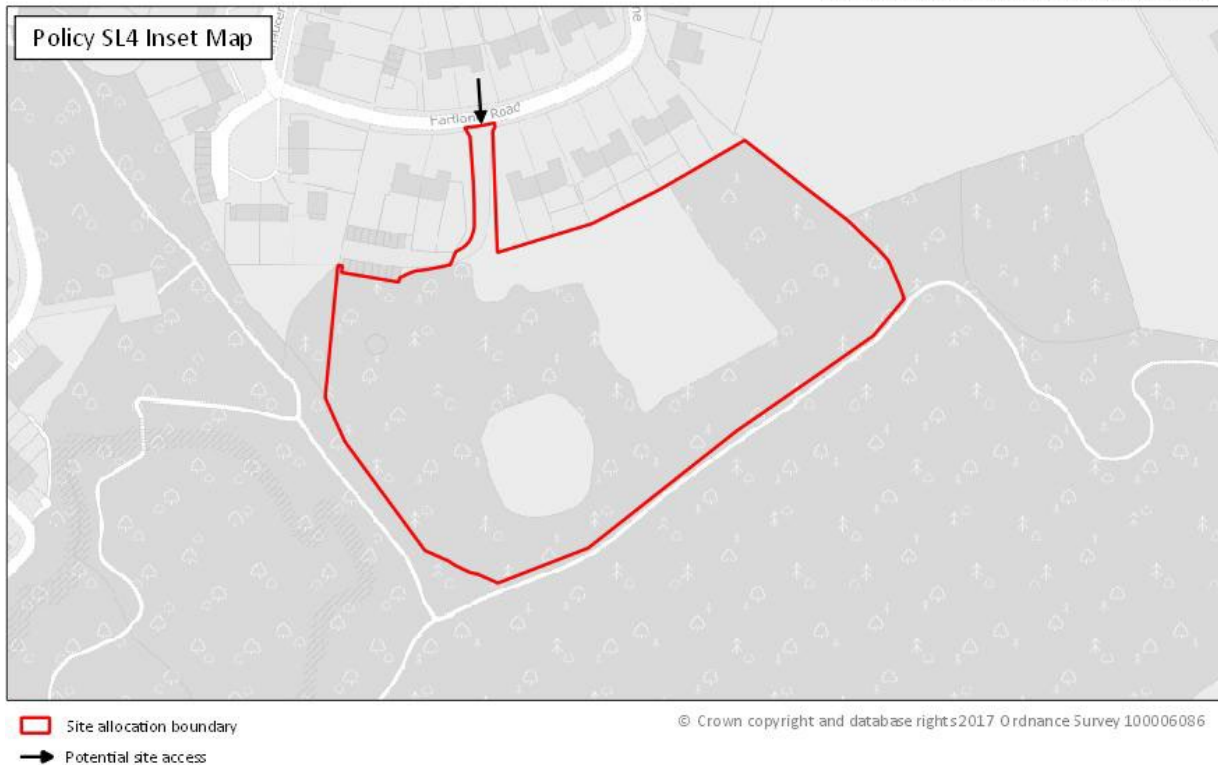 Policy SL4 Inset Map
Road
Site allocation boundary
Potential site access
© Crown copyright and database rights 2017 Ordnance Survey 100006086